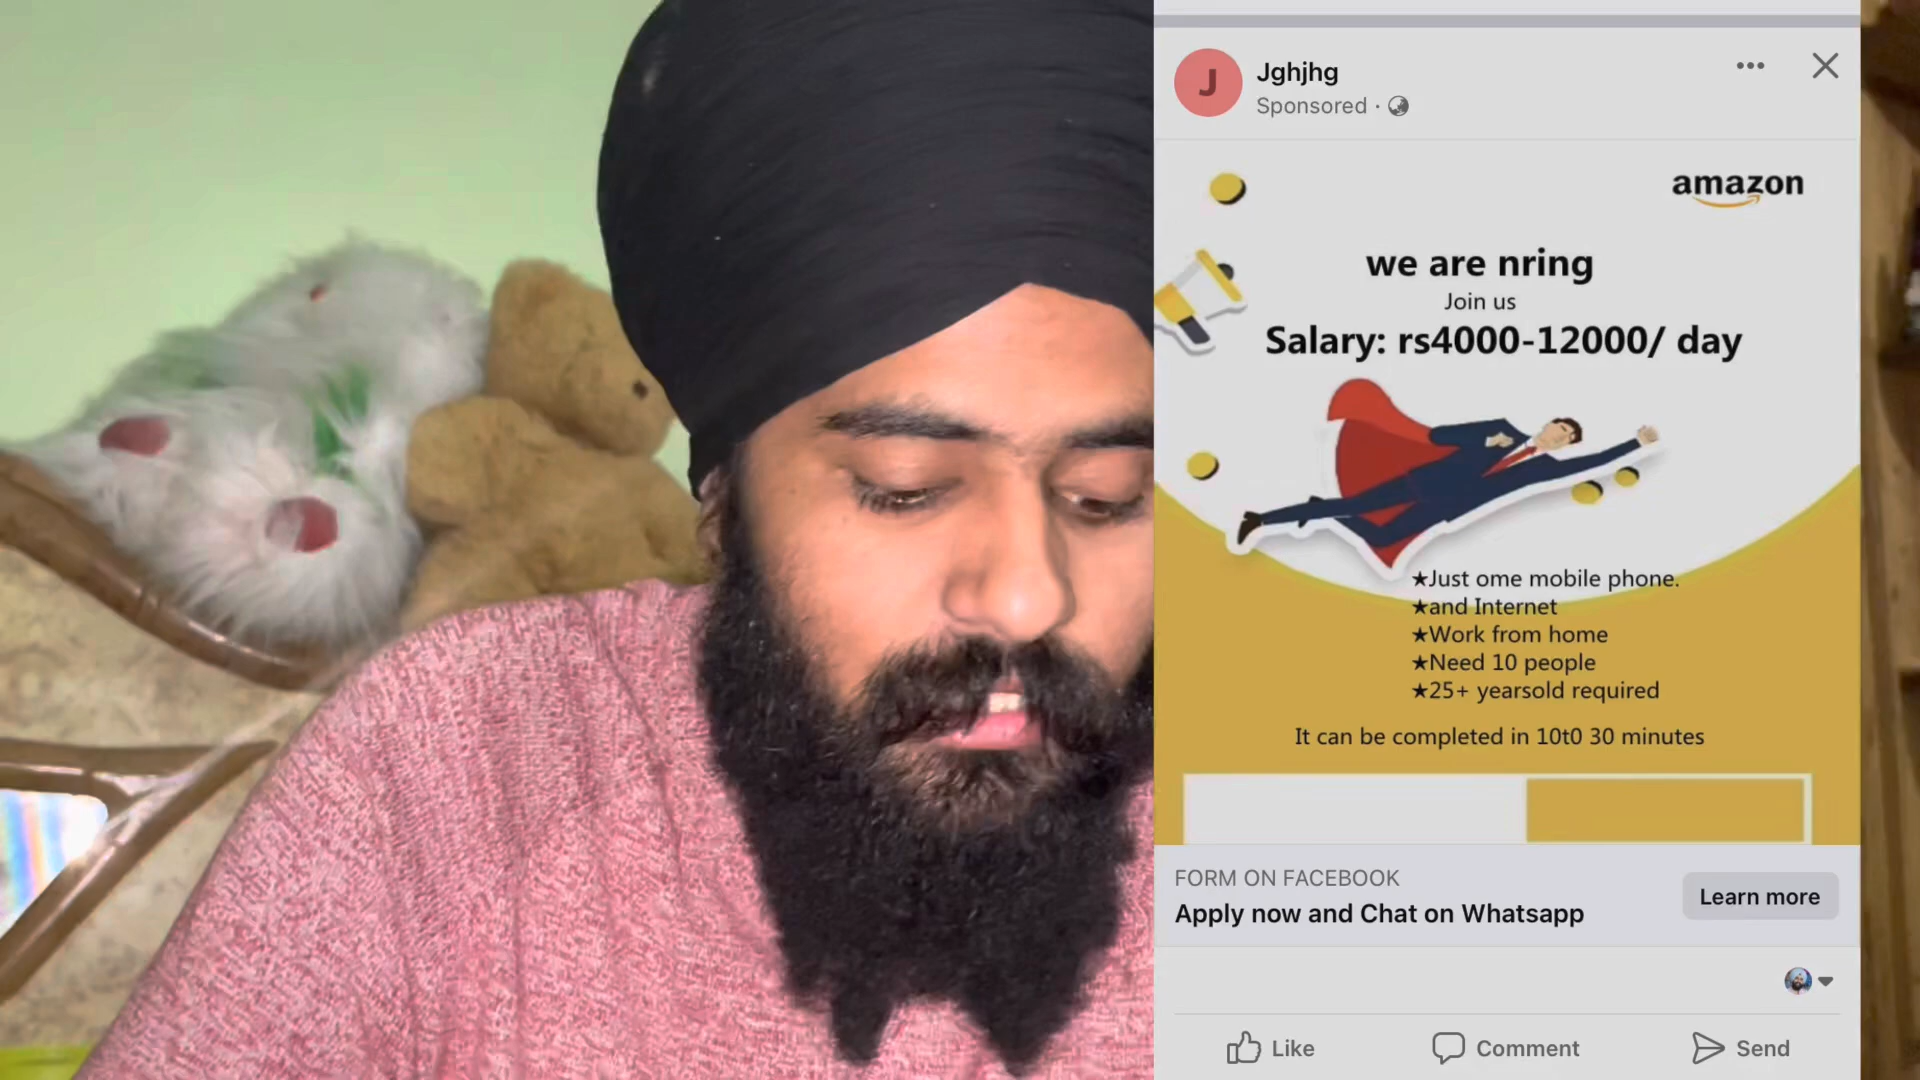 J
Jghjhg
Sponsored ·
amazon
we are nring
Join us
Salary: rs4000-12000/ day
★Just ome mobile phone.
★and Internet
★Work from home
★Need 10 people
★25+ yearsold required
It can be completed in 10t0 30 minutes
FORM ON FACEBOOK
Apply now and Chat on Whatsapp
Learn more
Like
Comment
Send